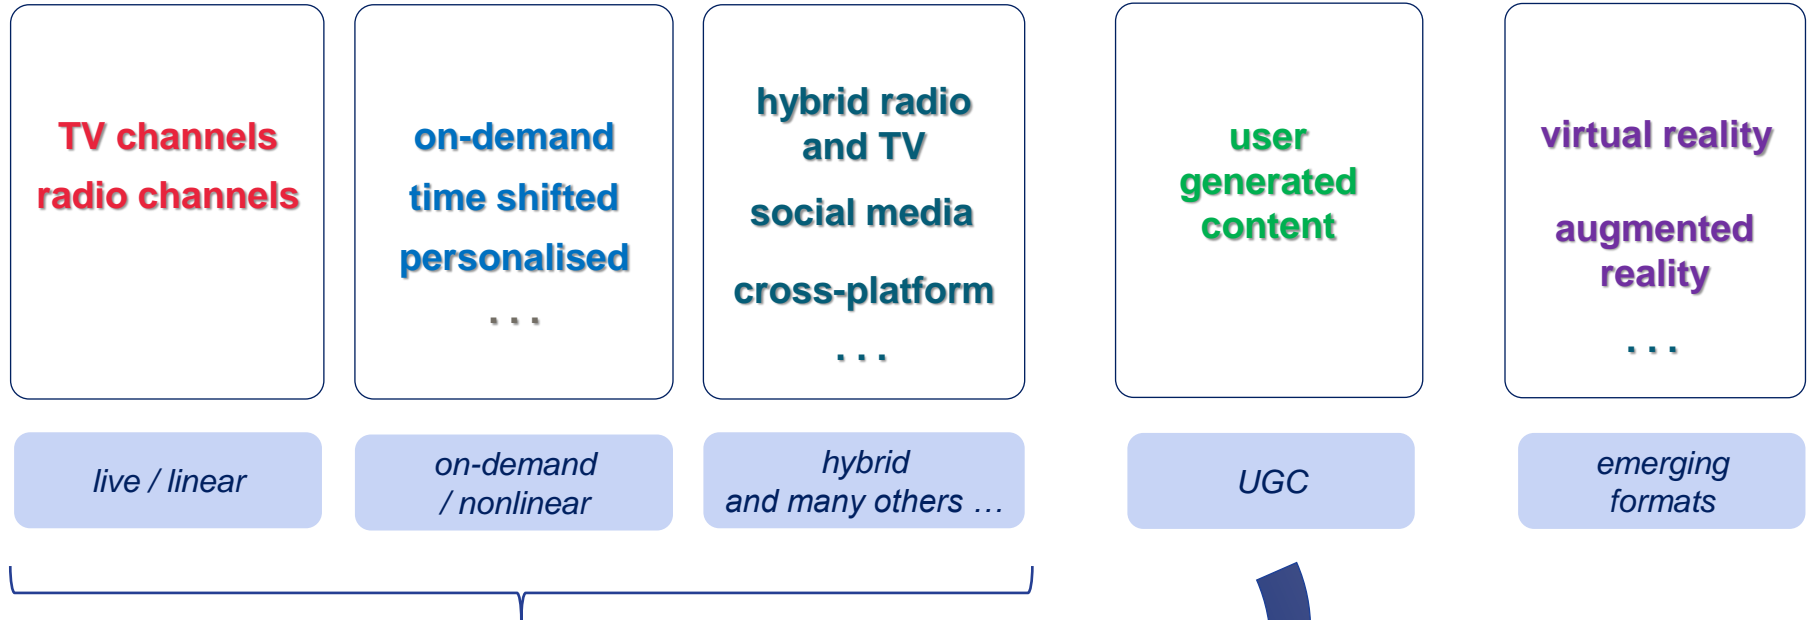 TV channels
radio channels
on-demand
time shifted
personalised
. . .
hybrid radio
and TV
social media
cross-platform
. . .
user
generated
content
virtual reality
augmented
reality
. . .
live / linear
on-demand
/ nonlinear
hybrid
and many others …
UGC
emerging
formats